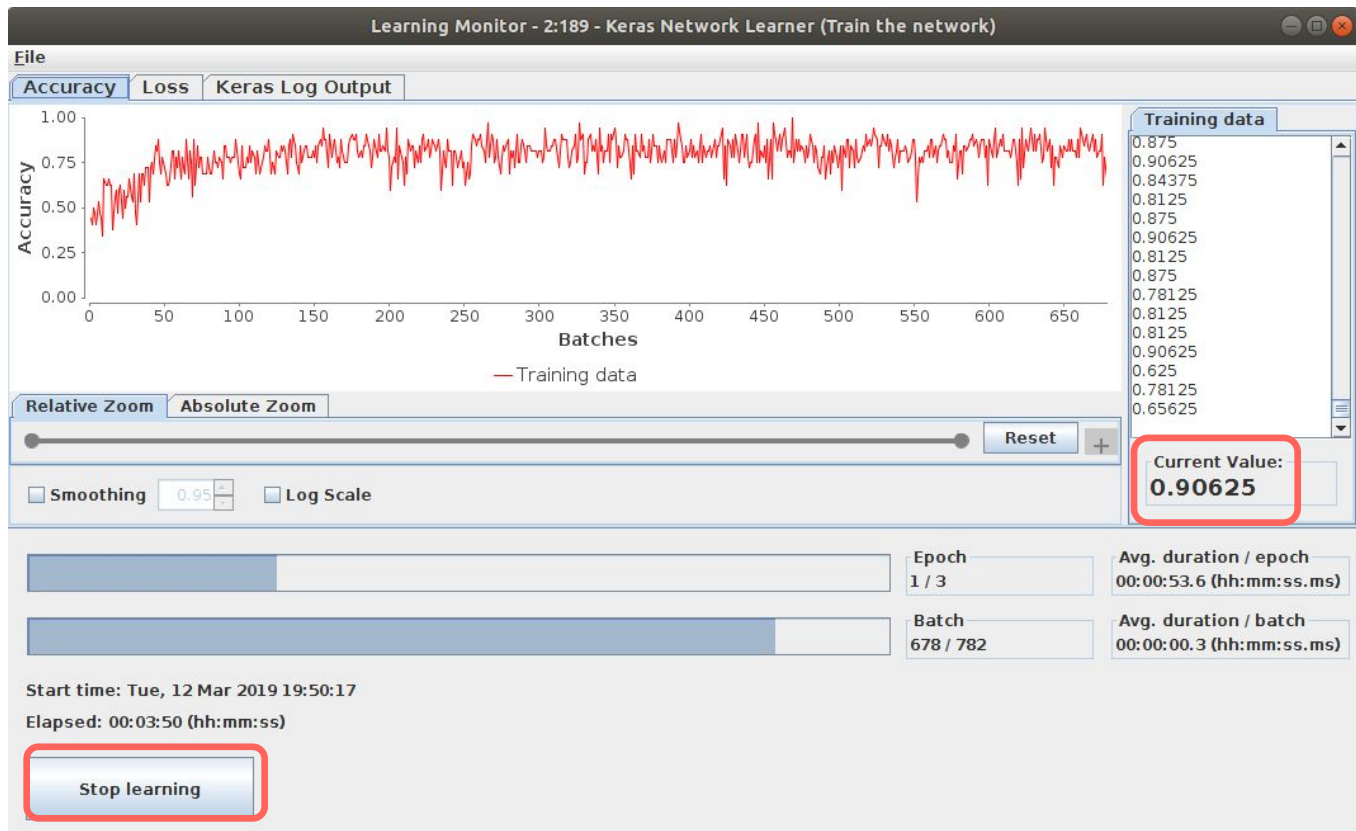 Learning Monitor - 2:189 - Keras Network Learner (Train the network)
File
Accuracy Loss Keras Log Output
1.00
0.75
0.50
0.25
0.00
Accuracy
0 50 100 150 200 250 300 350 400 450 500 550 600 650
Batches
Training data
Training data
0.875
0.90625
0.84375
0.8125
0.875
0.90625
0.8125
0.875
0.78125
0.8125
0.8125
0.90625
0.625
0.78125
0.65625
Current Value:
0.90625
Relative Zoom Absolute Zoom
Reset +
Smoothing 0.95 Log Scale
Epoch
1 / 3
Avg. duration / epoch
00:00:53.6 (hh:mm:ss.ms)
Batch
678 / 782
Avg. duration / batch
00:00:00.3 (hh:mm:ss.ms)
Start time: Tue, 12 Mar 2019 19:50:17
Elapsed: 00:03:50 (hh:mm:ss)
Stop learning